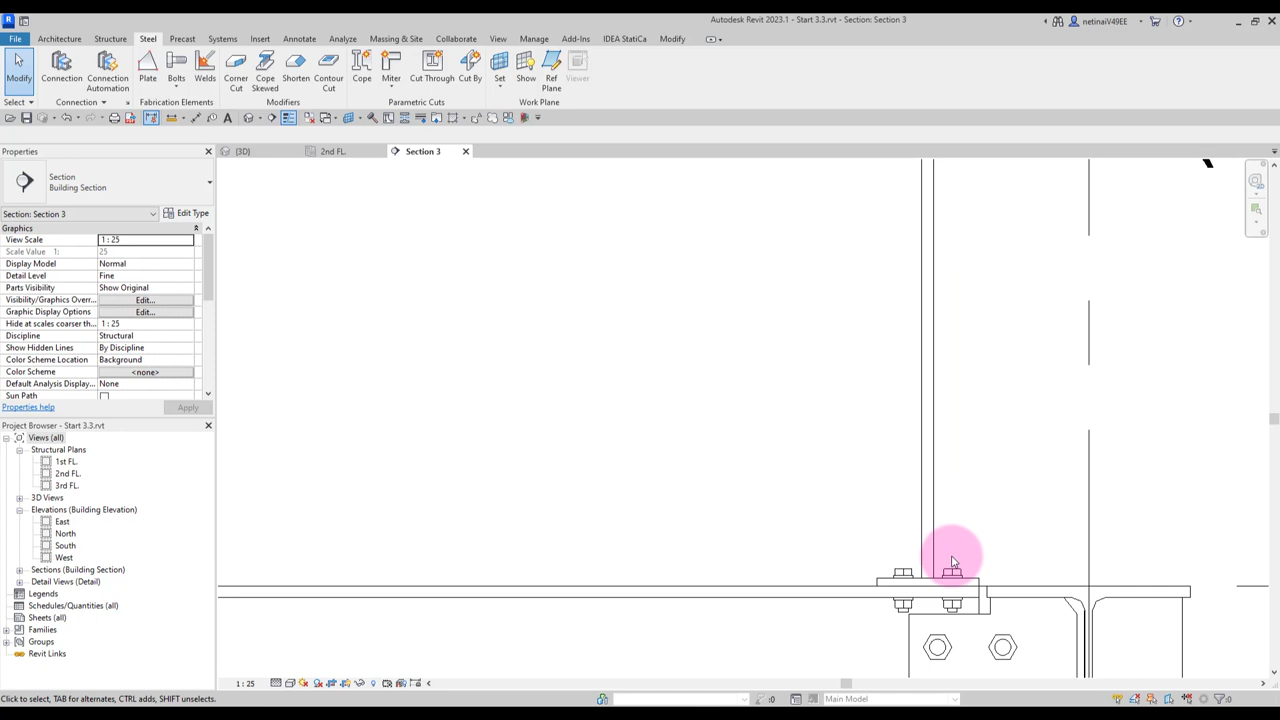 Autodesk Revit 2023.1 - Start 3.3.rvt - Section: Section 3
netinaiV49EE
File Architecture Structure Steel Precast Systems Insert Annotate Analyze Massing & Site Collaborate View Manage Add-Ins IDEA StatiCa Modify
Modify Connection Connection Automation Plate Bolts Welds Corner Cut Cope Skewed Shorten Contour Cut Cope Miter Cut Through Cut By Set Show Ref Plane Viewer
Select Connection Fabrication Elements Modifiers Parametric Cuts Work Plane
Properties
{3D} 2nd FL. Section 3
Section
Building Section
Section: Section 3 Edit Type
Graphics
View Scale 1 : 25
Scale Value 1: 25
Display Model Normal
Detail Level Fine
Parts Visibility Show Original
Visibility/Graphics Over... Edit...
Graphic Display Options Edit...
Hide at scales coarser th... 1 : 25
Discipline Structural
Show Hidden Lines By Discipline
Color Scheme Location Background
Color Scheme <none>
Default Analysis Display... None
Sun Path
Properties help Apply
Project Browser - Start 3.3.rvt
Views (all)
Structural Plans
1st FL.
2nd FL.
3rd FL.
3D Views
Elevations (Building Elevation)
East
North
South
West
Sections (Building Section)
Detail Views (Detail)
Legends
Schedules/Quantities (all)
Sheets (all)
Families
Groups
Revit Links
1 : 25
Click to select, TAB for alternates, CTRL adds, SHIFT unselects. :0 Main Model :0